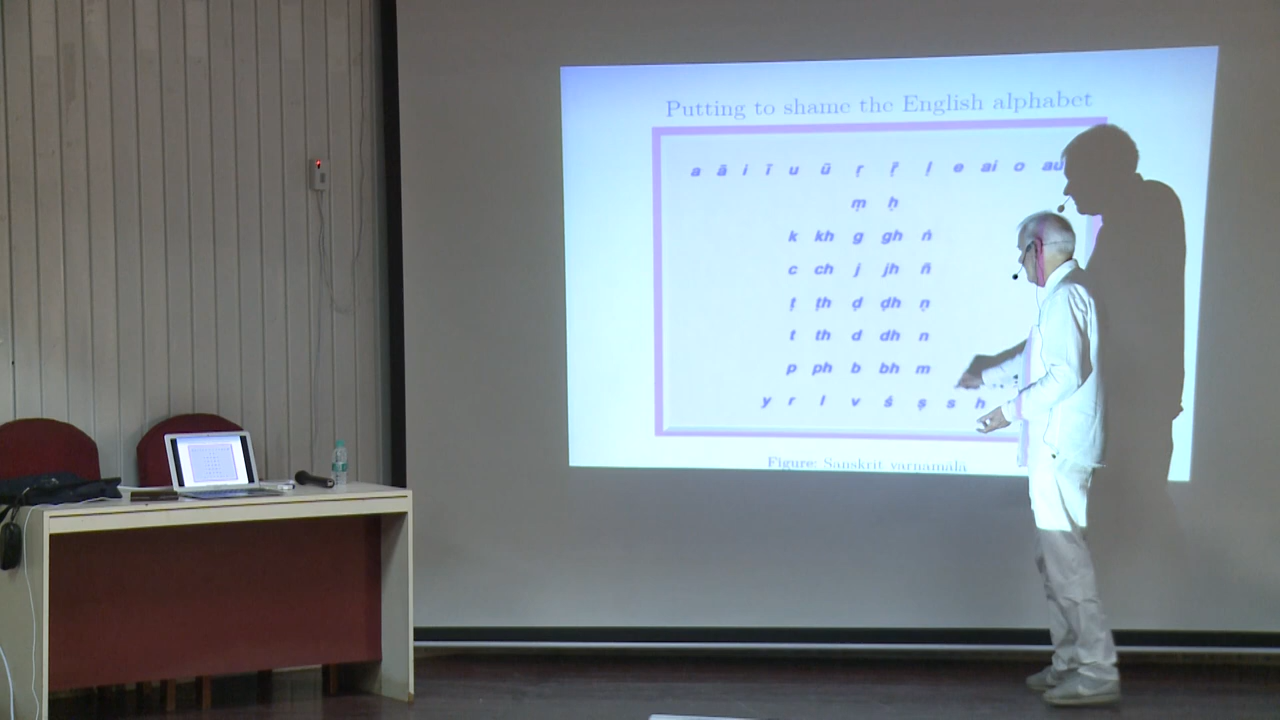 Putting to shame the English alphabet
a ā i ī u ū ṛ ṝ ḷ e ai o au
ṃ ḥ
k kh g gh ṅ
c ch j jh ñ
ṭ ṭh ḍ ḍh ṇ
t th d dh n
p ph b bh m
y r l v ś ṣ s h
Figure: Sanskrit varnamala